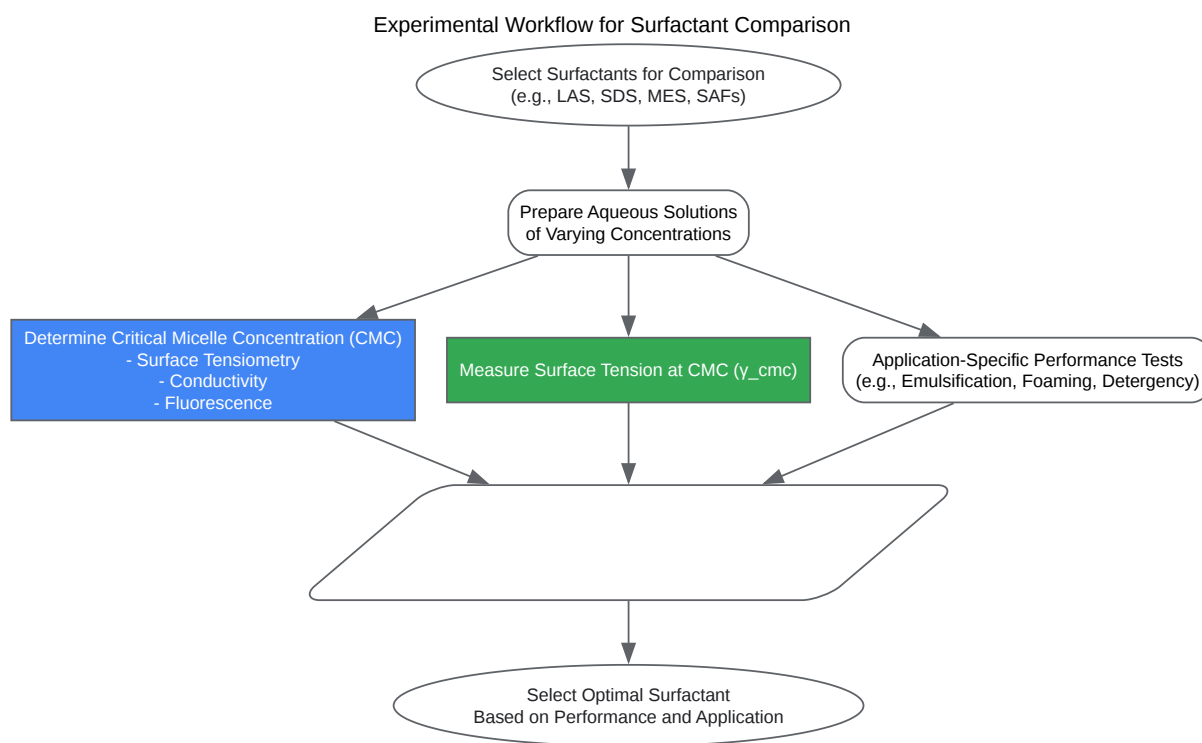 Experimental Workflow for Surfactant Comparison
Select Surfactants for Comparison
(e.g., LAS, SDS, MES, SAFs)
Prepare Aqueous Solutions
of Varying Concentrations
Determine Critical Micelle Concentration (CMC)
- Surface Tensiometry
- Conductivity
- Fluorescence
Measure Surface Tension at CMC (γ_cmc)
Application-Specific Performance Tests
(e.g., Emulsification, Foaming, Detergency)
Select Optimal Surfactant
Based on Performance and Application